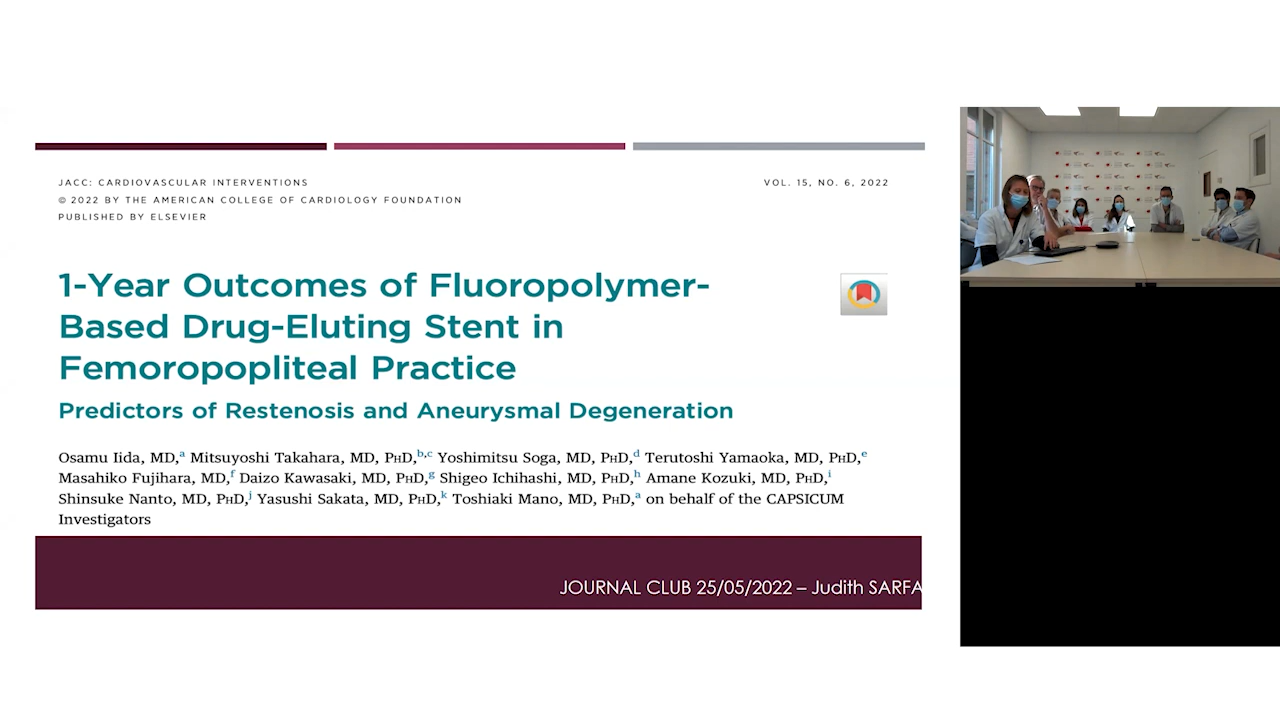 JACC: CARDIOVASCULAR INTERVENTIONS
VOL. 15, NO. 6, 2022
© 2022 BY THE AMERICAN COLLEGE OF CARDIOLOGY FOUNDATION
PUBLISHED BY ELSEVIER
1-Year Outcomes of Fluoropolymer-
Based Drug-Eluting Stent in
Femoropopliteal Practice
Predictors of Restenosis and Aneurysmal Degeneration
Osamu Iida, MD,a Mitsuyoshi Takahara, MD, PHD,b,c Yoshimitsu Soga, MD, PHD,d Terutoshi Yamaoka, MD, PHD,e
Masahiko Fujihara, MD,f Daizo Kawasaki, MD, PHD,g Shigeo Ichihashi, MD, PHD,h Amane Kozuki, MD, PHD,i
Shinsuke Nanto, MD, PHD,j Yasushi Sakata, MD, PHD,k Toshiaki Mano, MD, PHD,a on behalf of the CAPSICUM
Investigators
JOURNAL CLUB 25/05/2022 – Judith SARFA